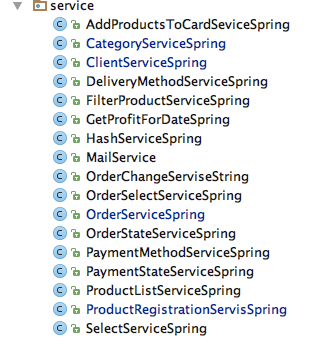 service
AddProductsToCardSeviceSpring
CategoryServiceSpring
ClientServiceSpring
DeliveryMethodServiceSpring
FilterProductServiceSpring
GetProfitForDateSpring
HashServiceSpring
MailService
OrderChangeServiseString
OrderSelectServiceSpring
OrderServiceSpring
OrderStateServiceSpring
PaymentMethodServiceSpring
PaymentStateServiceSpring
ProductListServiceSpring
ProductRegistrationServisSpring
SelectServiceSpring